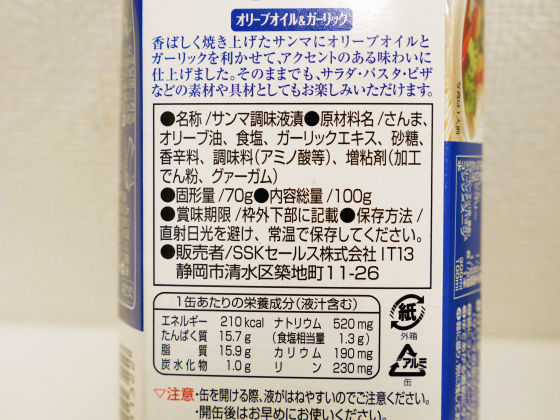 オリーブオイル&ガーリック
香ばしく焼き上げたサンマにオリーブオイルと
ガーリックを利かせて、アクセントのある味わいに
仕上げました。そのままでも、サラダ・パスタ・ピザ
などの素材や具材としてもお楽しみいただけます。
●名称/サンマ調味液漬●原材料名/さんま、
オリーブ油、食塩、ガーリックエキス、砂糖、
香辛料、調味料(アミノ酸等)、増粘剤(加工
でん粉、グァーガム)
●固形量/70g●内容総量/100g
●賞味期限/枠外下部に記載●保存方法/
直射日光を避け、常温で保存してください。
●販売者/SSKセールス株式会社 IT13
静岡市清水区築地町11-26
1缶あたりの栄養成分(液汁含む)
エネルギー 210kcal ナトリウム 520mg
たんぱく質 15.7g (食塩相当量 1.3g)
脂質 15.9g カリウム 190mg
炭水化物 1.0g リン 230mg
紙
外箱
アルミ
缶
▽注意・缶を開ける際、液がはねやすいのでご注意ください。
・開缶後はお早めにお使いください。